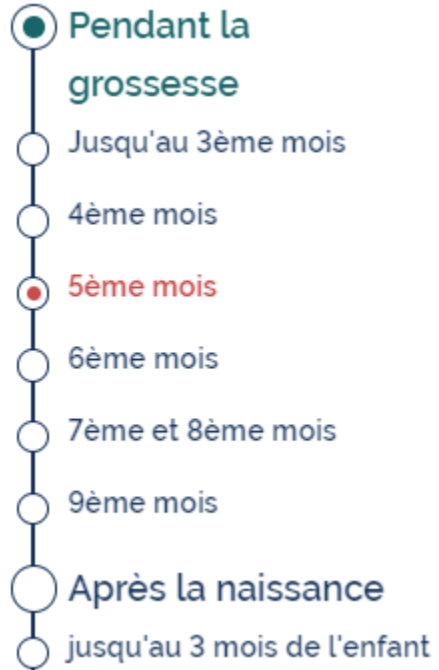 Pendant la
grossesse
Jusqu'au 3ème mois
4ème mois
5ème mois
6ème mois
7ème et 8ème mois
9ème mois
Après la naissance
jusqu'au 3 mois de l'enfant